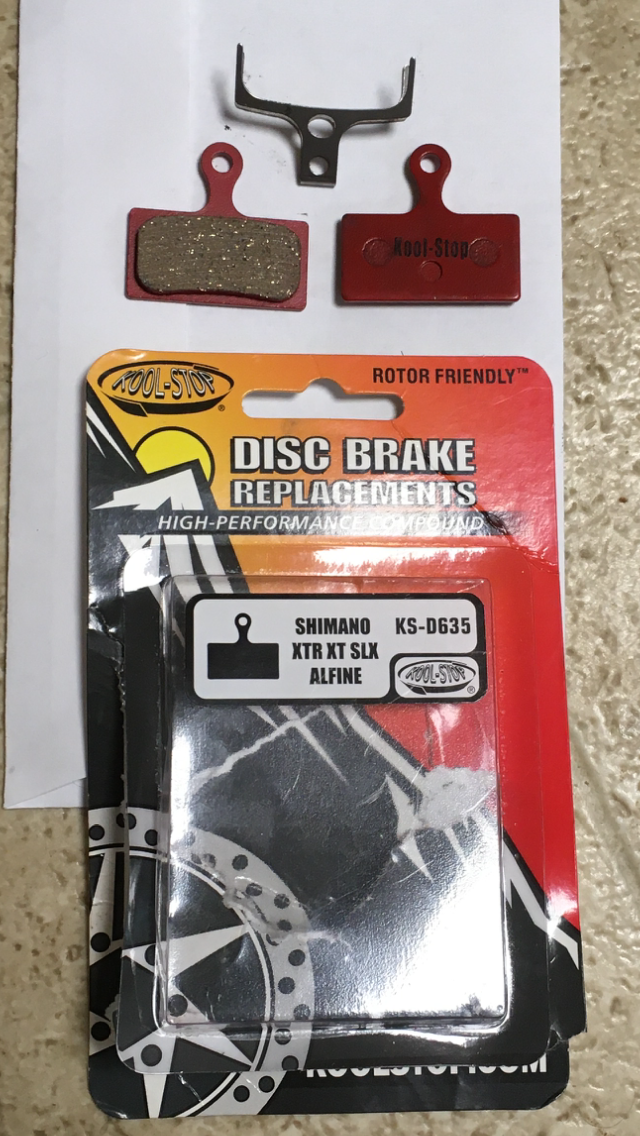 Kool-Stop
KOOL-STOP®
ROTOR FRIENDLY™
DISC BRAKE
REPLACEMENTS
HIGH-PERFORMANCE COMPOUND
SHIMANO
XTR XT SLX
ALFINE
KS-D635
KOOL-STOP®
KOOLSTOP.COM